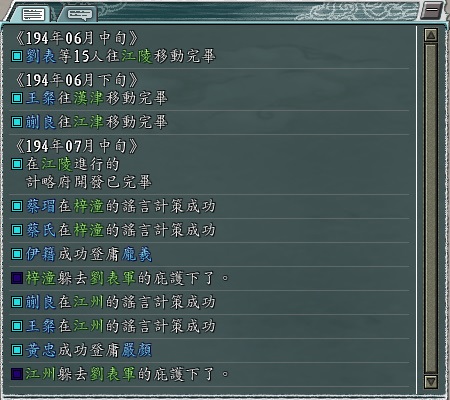 《194年06月中旬》
劉表等15人往江陵移動完畢
《194年06月下旬》
王粲往漢津移動完畢
蒯良往江津移動完畢
《194年07月中旬》
在江陵進行的
計略府開發已完畢
蔡瑁在梓潼的謠言計策成功
蔡氏在梓潼的謠言計策成功
伊籍成功登庸龐羲
梓潼躲去劉表軍的庇護下了。
蒯良在江州的謠言計策成功
王粲在江州的謠言計策成功
黃忠成功登庸嚴顏
江州躲去劉表軍的庇護下了。